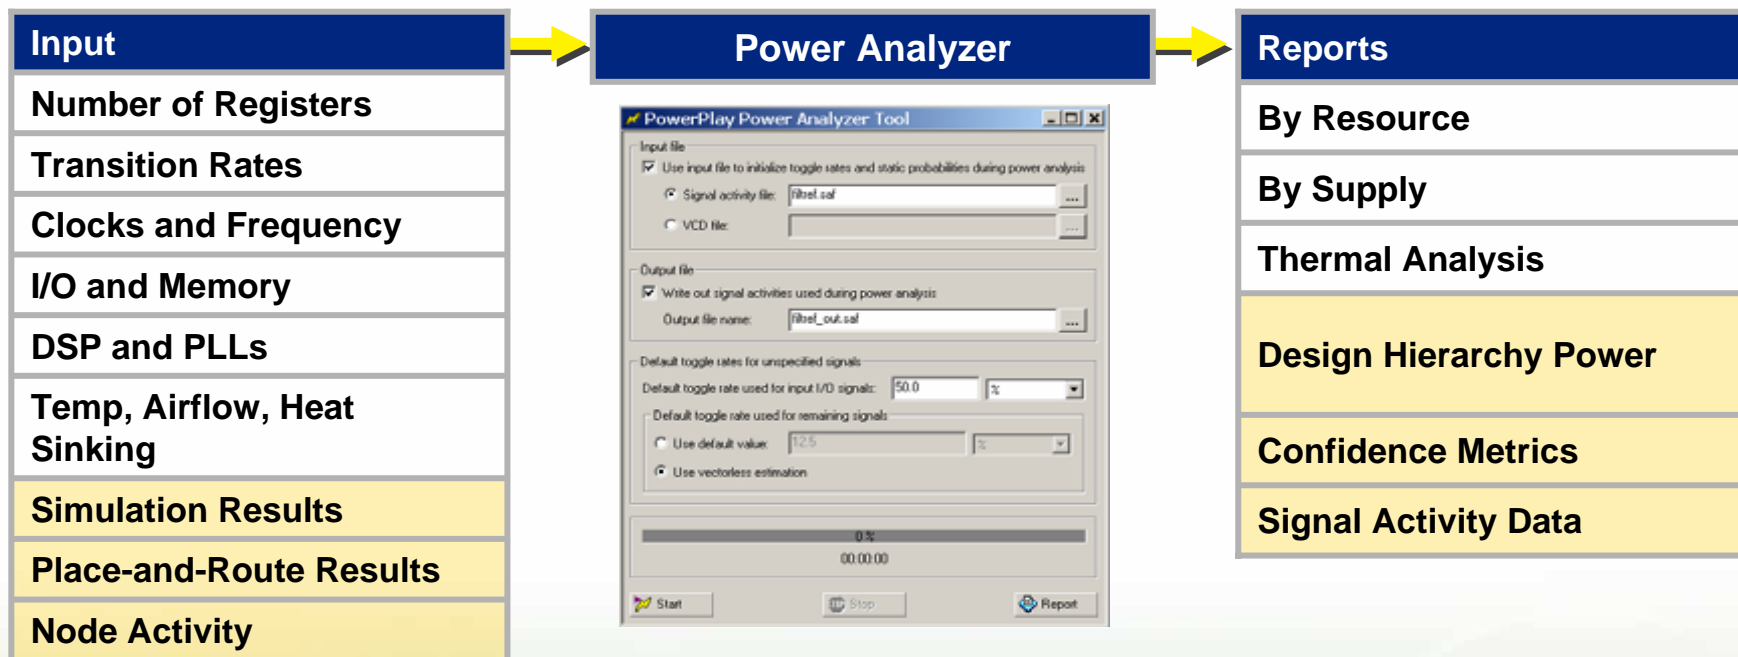 Input
Number of Registers
Transition Rates
Clocks and Frequency
I/O and Memory
DSP and PLLs
Temp, Airflow, Heat
Sinking
Simulation Results
Place-and-Route Results
Node Activity
Power Analyzer
PowerPlay Power Analyzer Tool
Input file
Use input file to initialize toggle rates and static probabilities during power analysis
Signal activity file: filtref.saf ...
VCD file: ...
Output file
Write out signal activities used during power analysis
Output file name: filtref_out.saf ...
Default toggle rates for unspecified signals
Default toggle rate used for input I/O signals: 50.0 %
Default toggle rate used for remaining signals
Use default value: 12.5 %
Use vectorless estimation
0 %
00:00:00
Start Stop Report
Reports
By Resource
By Supply
Thermal Analysis
Design Hierarchy Power
Confidence Metrics
Signal Activity Data